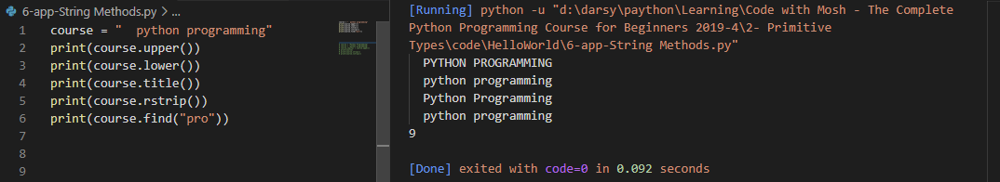 6-app-String Methods.py > ...
1 course = "  python programming"
2 print(course.upper())
3 print(course.lower())
4 print(course.title())
5 print(course.rstrip())
6 print(course.find("pro"))
7
8
9
[Running] python -u "d:\darsy\paython\Learning\Code with Mosh - The Complete
Python Programming Course for Beginners 2019-4\2- Primitive
Types\code\HelloWorld\6-app-String Methods.py"
  PYTHON PROGRAMMING
  python programming
  Python Programming
  python programming
9
[Done] exited with code=0 in 0.092 seconds